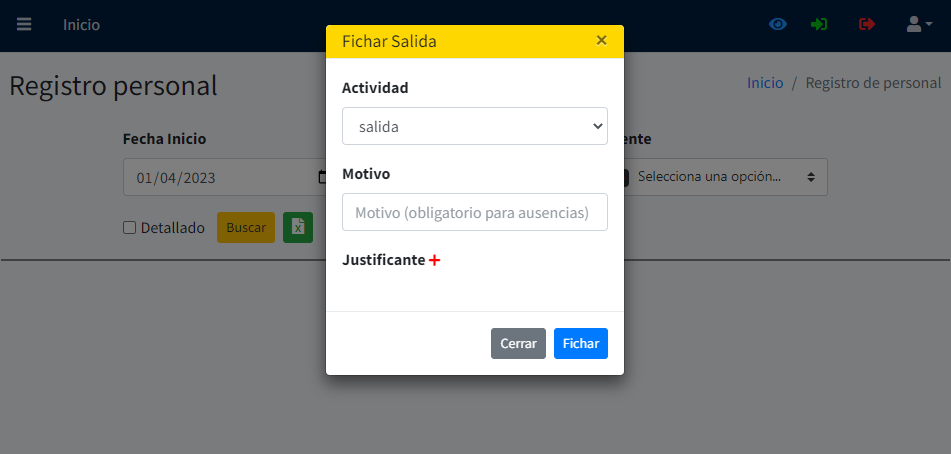 Inicio
Fichar Salida
×
Registro personal
Inicio / Registro de personal
Actividad
salida
Fecha Inicio
ente
01/04/2023
Selecciona una opción...
Motivo
Motivo (obligatorio para ausencias)
Detallado
Buscar
Justificante +
Cerrar
Fichar